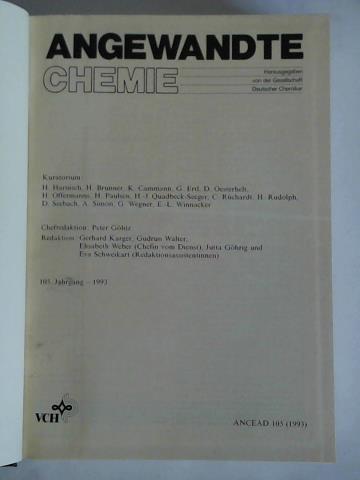 ANGEWANDTE
CHEMIE
Herausgegeben
von der Gesellschaft
Deutscher Chemiker
Kuratorium:
H. Harnisch, H. Brunner, K. Cammann, G. Ertl, D. Oesterhelt,
H. Offermanns, H. Paulsen, H.-J. Quadbeck-Seeger, C. Rüchardt, H. Rudolph,
D. Seebach, A. Simon, G. Wegner, E.-L. Winnacker
Chefredaktion: Peter Gölitz
Redaktion: Gerhard Karger, Gudrun Walter,
Elisabeth Weber (Chefin vom Dienst), Jutta Göhrig und
Eva Schweikart (Redaktionsassistentinnen)
105. Jahrgang – 1993
VCH
ANCEAD 105 (1993)